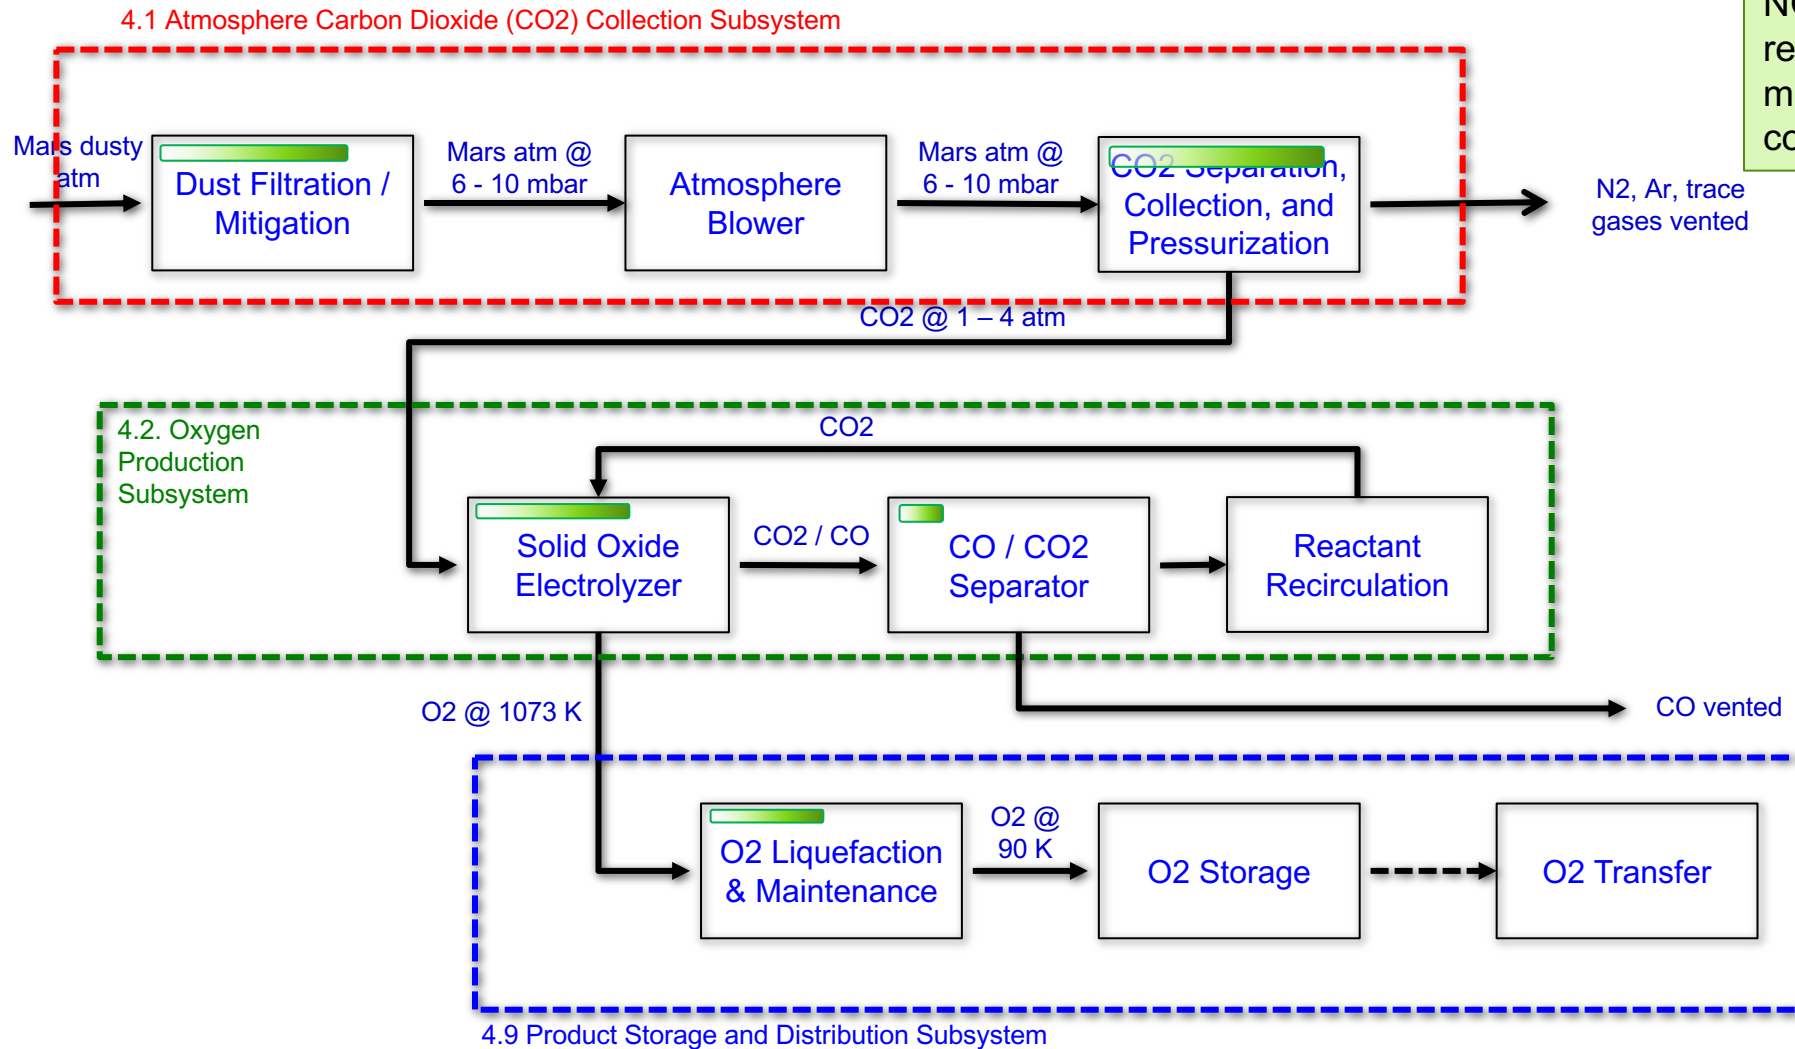 4.1 Atmosphere Carbon Dioxide (CO2) Collection Subsystem
Mars dusty
atm
Dust Filtration /
Mitigation
Mars atm @
6 - 10 mbar
Atmosphere
Blower
Mars atm @
6 - 10 mbar
CO2 Separation,
Collection, and
Pressurization
N2, Ar, trace
gases vented
CO2 @ 1 – 4 atm
4.2. Oxygen
Production
Subsystem
CO2
Solid Oxide
Electrolyzer
CO2 / CO
CO / CO2
Separator
Reactant
Recirculation
O2 @ 1073 K
CO vented
O2 Liquefaction
& Maintenance
O2 @
90 K
O2 Storage
O2 Transfer
4.9 Product Storage and Distribution Subsystem